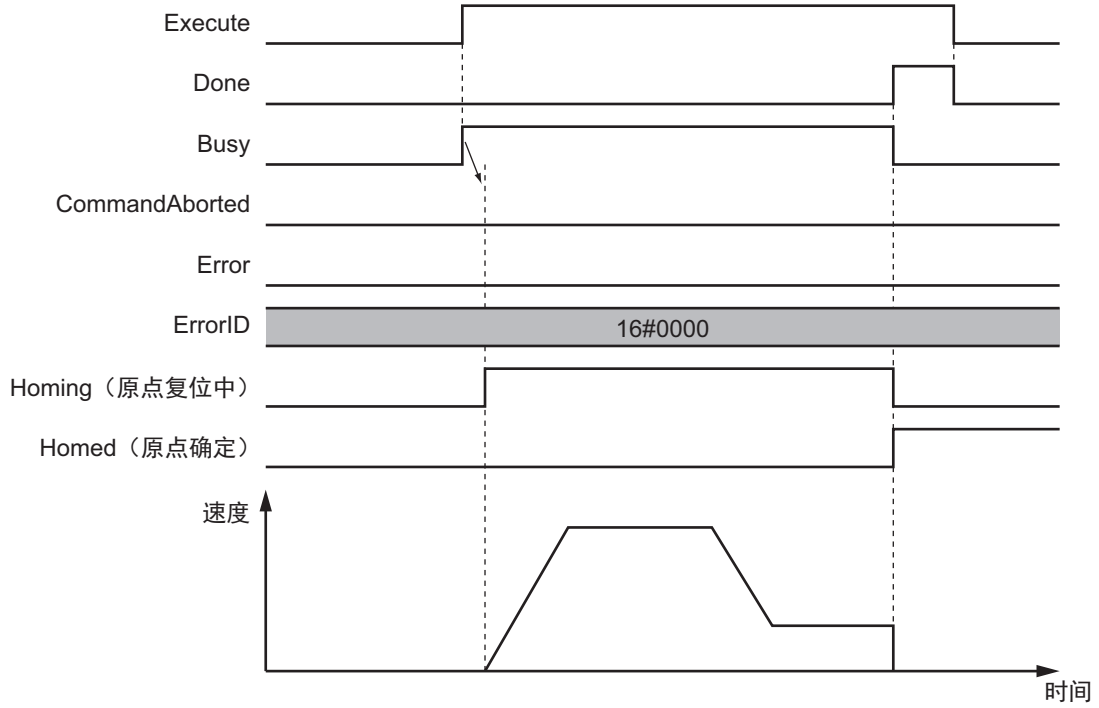 Execute
Done
Busy
CommandAborted
Error
ErrorID
16#0000
Homing（原点复位中）
Homed（原点确定）
速度
时间